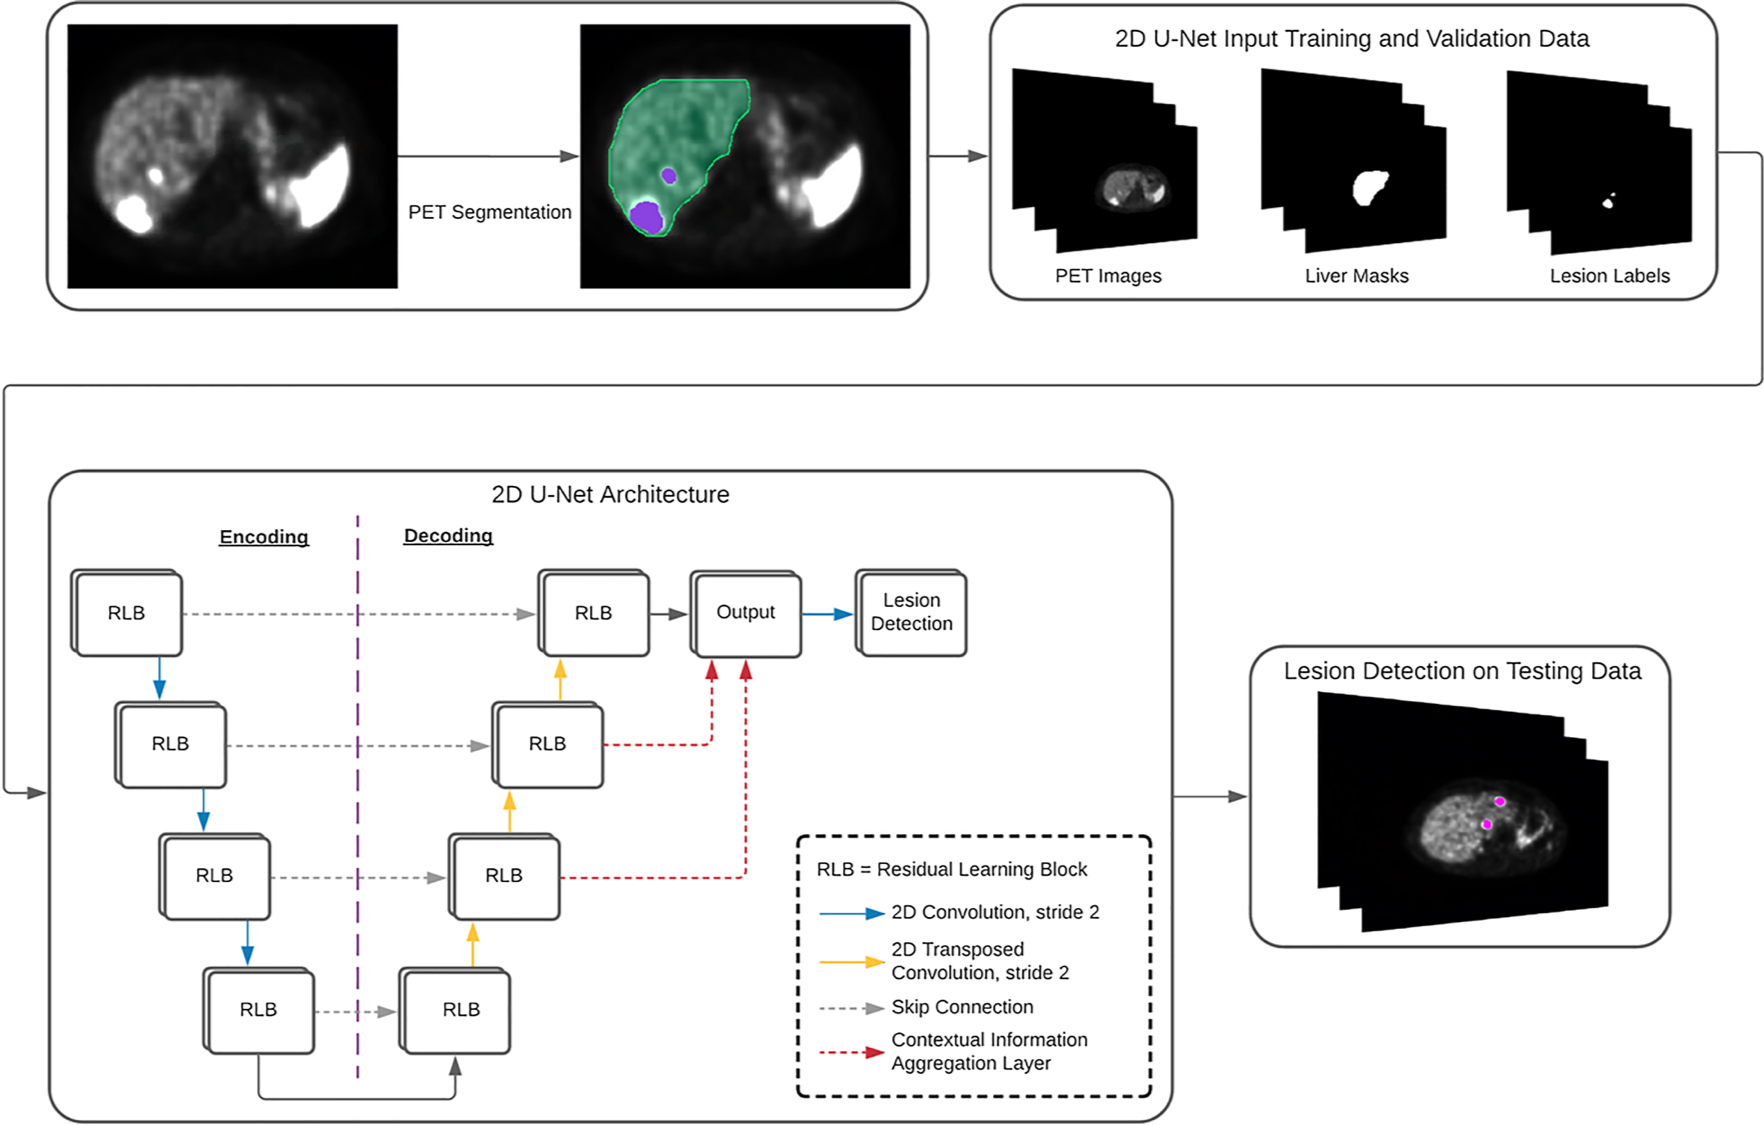 PET Segmentation
2D U-Net Input Training and Validation Data
PET Images
Liver Masks
Lesion Labels
2D U-Net Architecture
Encoding
Decoding
RLB
RLB
Output
Lesion
Detection
RLB
RLB
RLB
RLB
RLB
RLB
RLB = Residual Learning Block
2D Convolution, stride 2
2D Transposed
Convolution, stride 2
Skip Connection
Contextual Information
Aggregation Layer
Lesion Detection on Testing Data